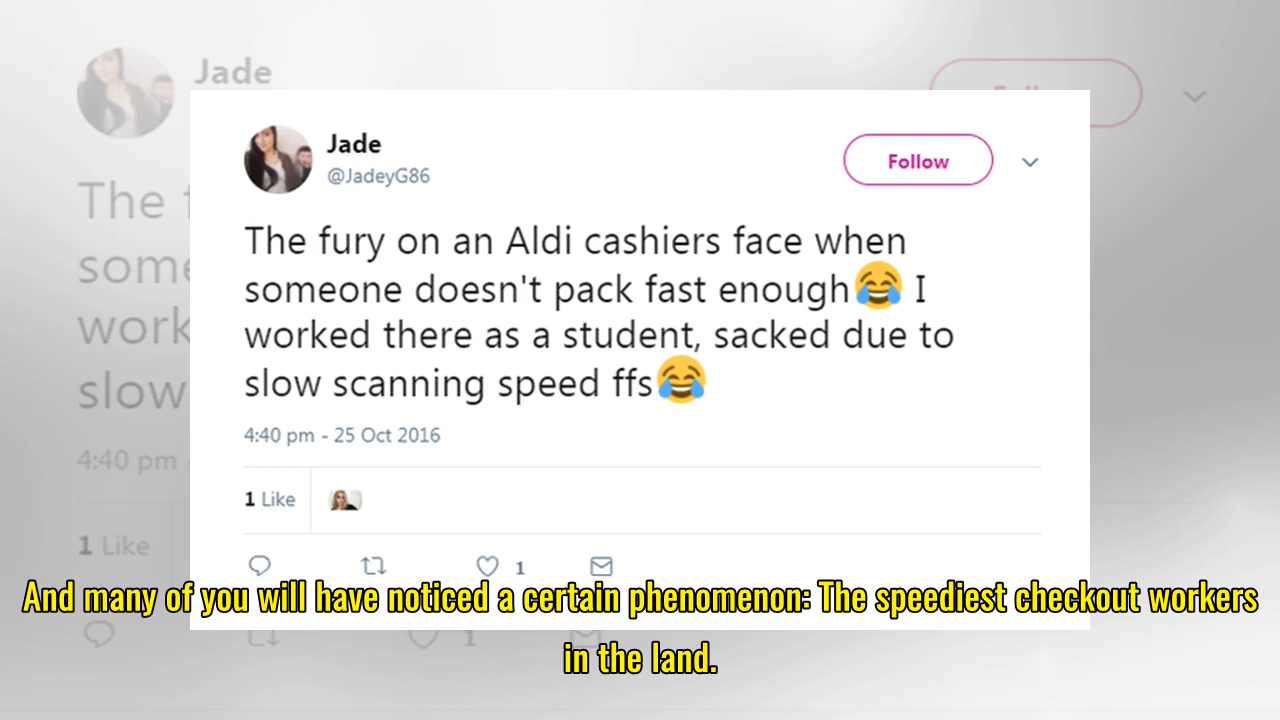 Jade
Jade
@JadeyG86
Follow
The fury on an Aldi cashiers face when
someone doesn't pack fast enough😂 I
worked there as a student, sacked due to
slow scanning speed ffs😂
4:40 pm - 25 Oct 2016
1 Like
1
The
some
work
slow
4:40 pm
1 Like
1
And many of you will have noticed a certain phenomenon: The speediest checkout workers
in the land.